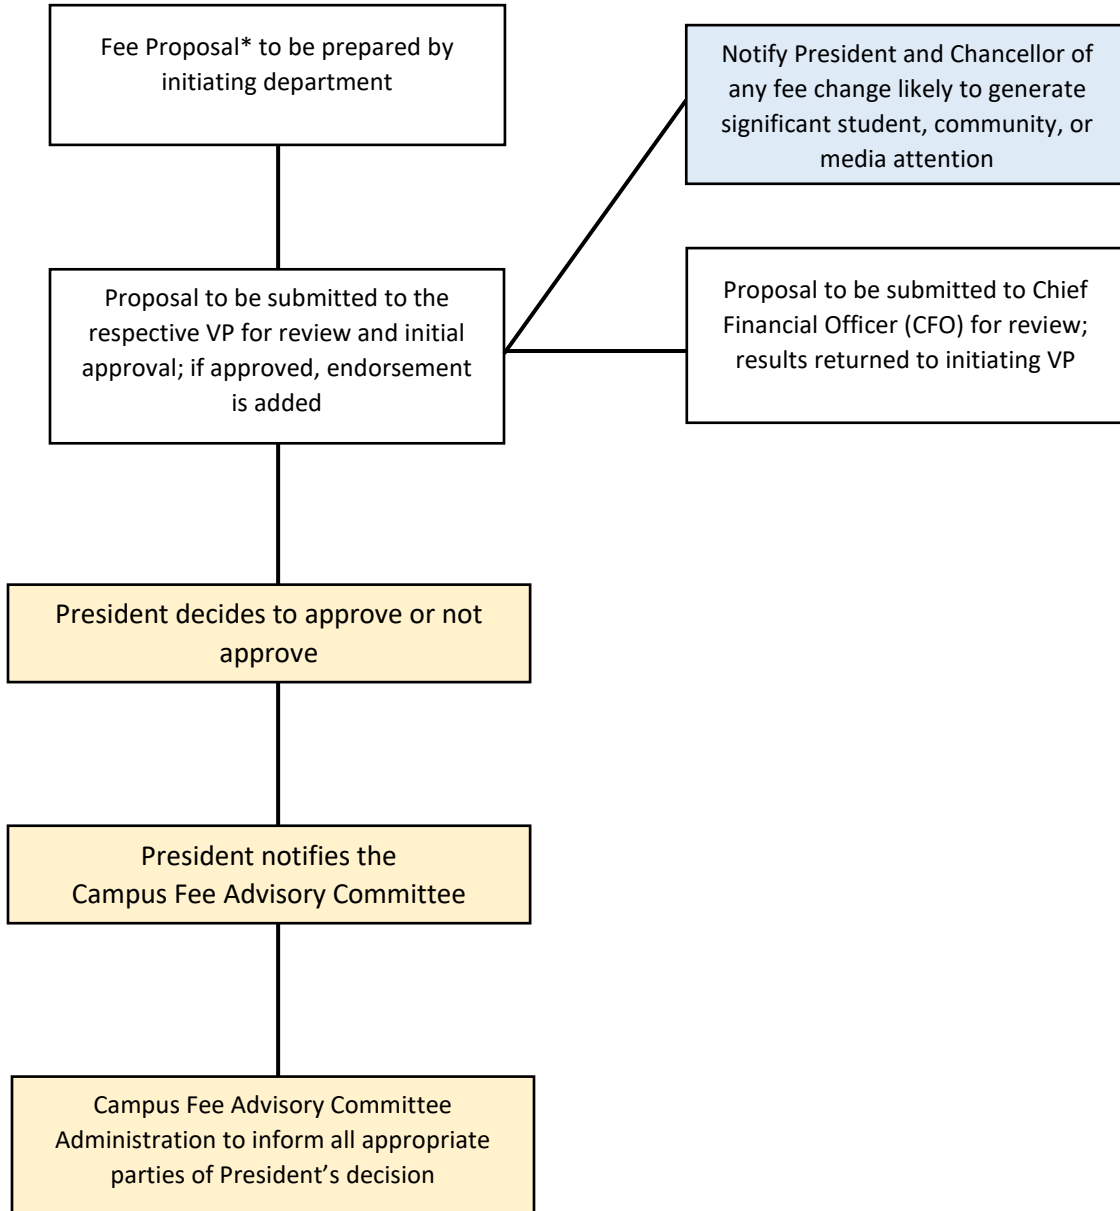 Fee Proposal* to be prepared by
initiating department
Notify President and Chancellor of
any fee change likely to generate
significant student, community, or
media attention
Proposal to be submitted to the
respective VP for review and initial
approval; if approved, endorsement
is added
Proposal to be submitted to Chief
Financial Officer (CFO) for review;
results returned to initiating VP
President decides to approve or not
approve
President notifies the
Campus Fee Advisory Committee
Campus Fee Advisory Committee
Administration to inform all appropriate
parties of President’s decision